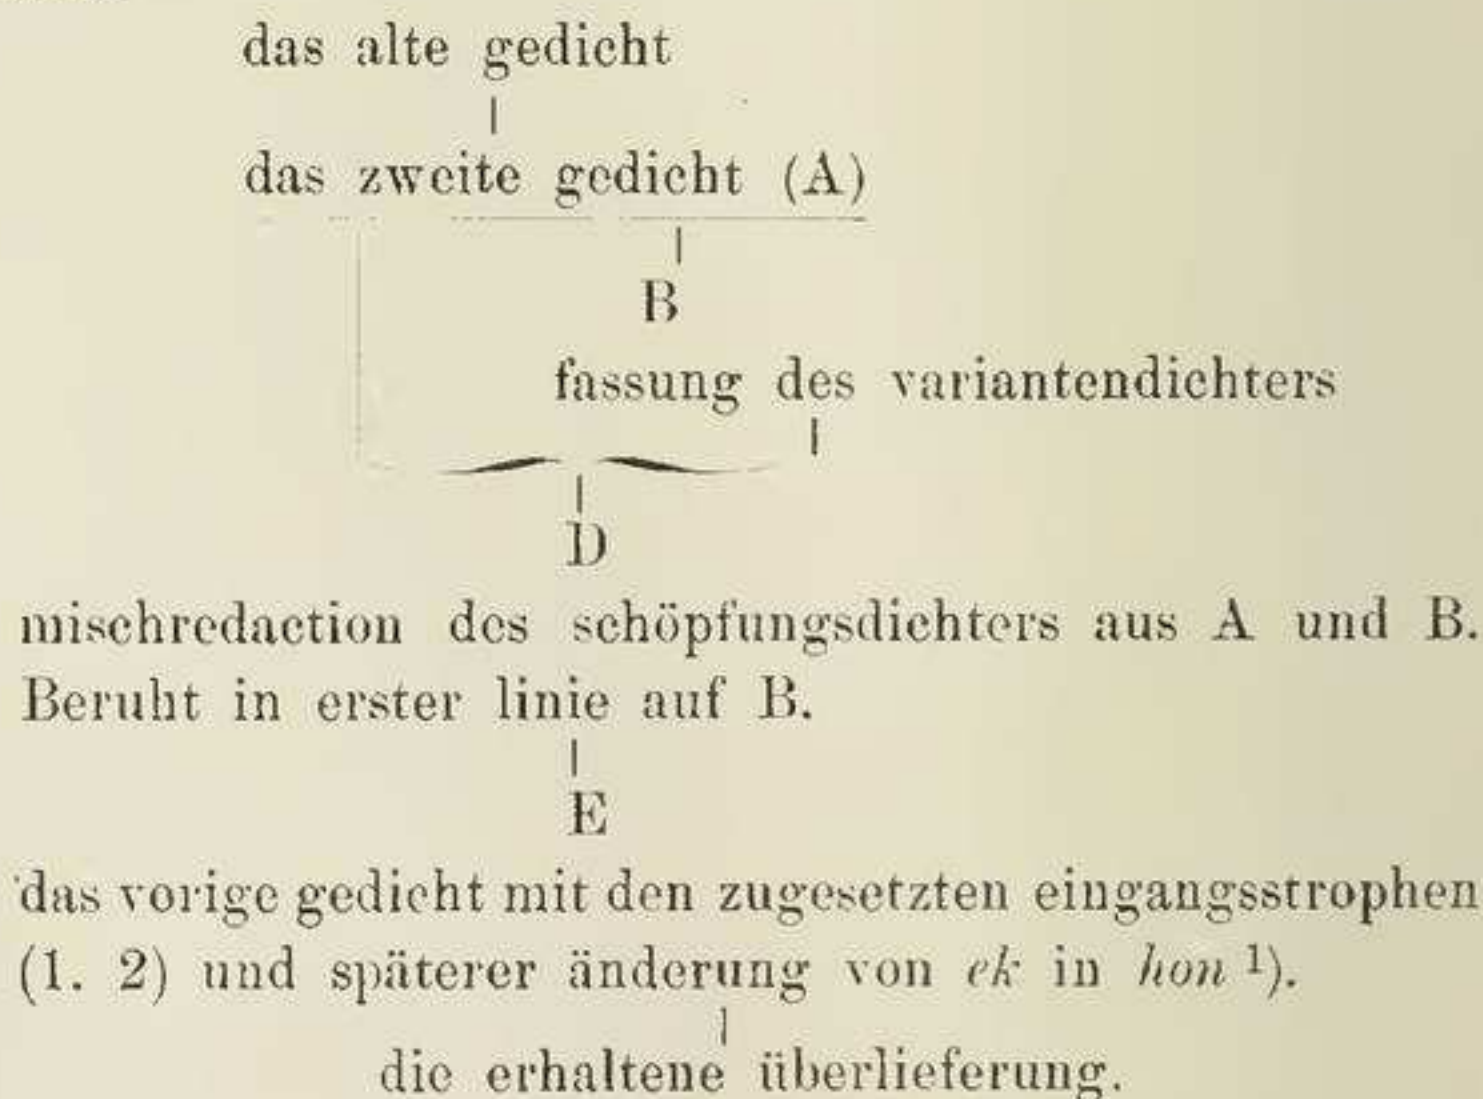 das alte gedicht
das zweite gedicht (A)
B
fassung des variantendichters
D
mischredaction des schöpfungsdichters aus A und B.
Beruht in erster linie auf B.
E
das vorige gedicht mit den zugesetzten eingangsstrophen
(1. 2) und späterer änderung von ek in hon ¹).
die erhaltene überlieferung.